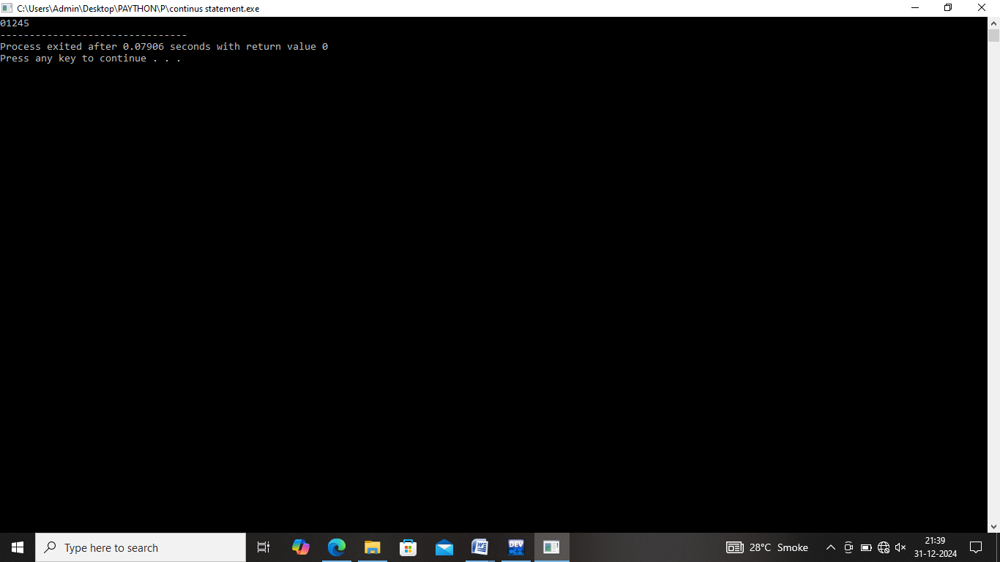 C:\Users\Admin\Desktop\PAYTHON\P\continus statement.exe
01245
--------------------------------
Process exited after 0.07906 seconds with return value 0
Press any key to continue . . .
Type here to search
W
DEV
28°C Smoke
21:39
31-12-2024